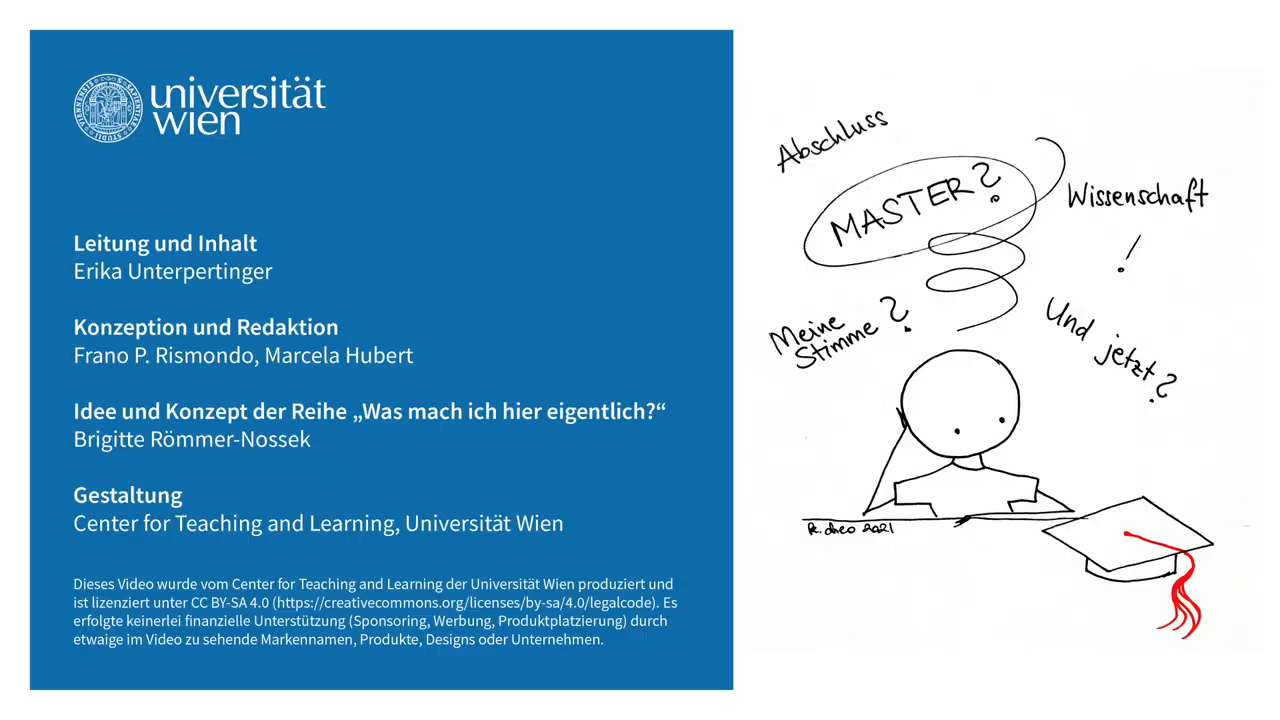 universität
wien
Leitung und Inhalt
Erika Unterpertinger
Konzeption und Redaktion
Frano P. Rismondo, Marcela Hubert
Idee und Konzept der Reihe „Was mach ich hier eigentlich?“
Brigitte Römmer-Nossek
Gestaltung
Center for Teaching and Learning, Universität Wien
Dieses Video wurde vom Center for Teaching and Learning der Universität Wien produziert und
ist lizenziert unter CC BY-SA 4.0 (https://creativecommons.org/licenses/by-sa/4.0/legalcode). Es
erfolgte keinerlei finanzielle Unterstützung (Sponsoring, Werbung, Produktplatzierung) durch
etwaige im Video zu sehende Markennamen, Produkte, Designs oder Unternehmen.
Abschluss
MASTER?
Wissenschaft
!
Meine
Stimme?
Und jetzt?
2021